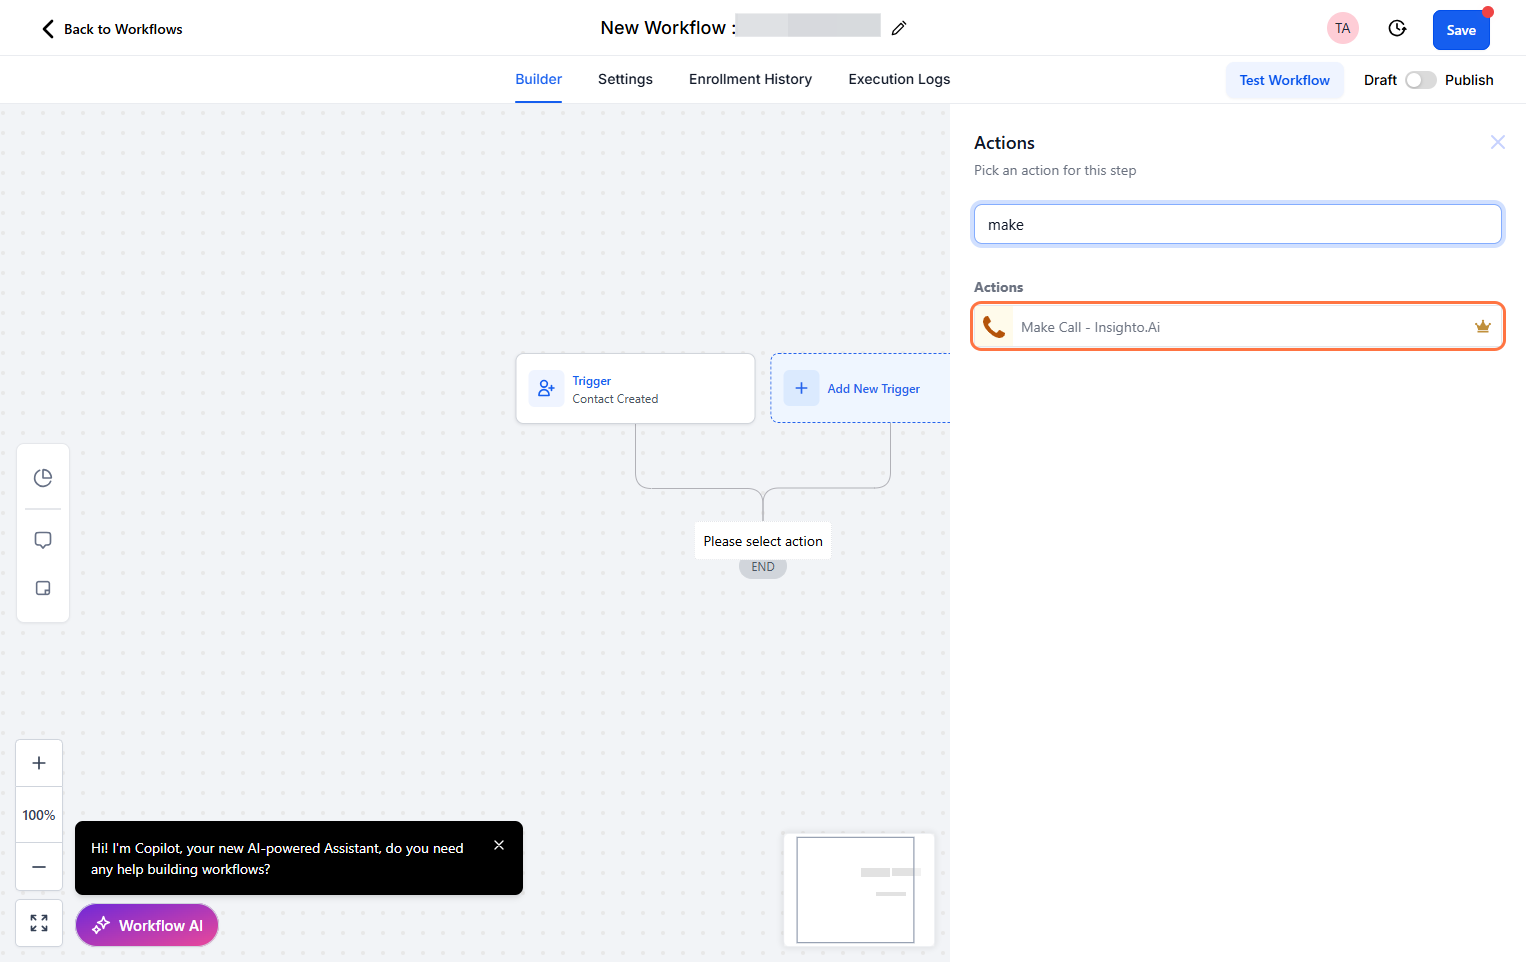 Back to Workflows
New Workflow :
TA
Save
Builder
Settings
Enrollment History
Execution Logs
Test Workflow
Draft
Publish
Actions
Pick an action for this step
make
Actions
Make Call - Insighto.Ai
Trigger
Contact Created
Add New Trigger
Please select action
END
100%
Hi! I'm Copilot, your new AI-powered Assistant, do you need
any help building workflows?
Workflow AI